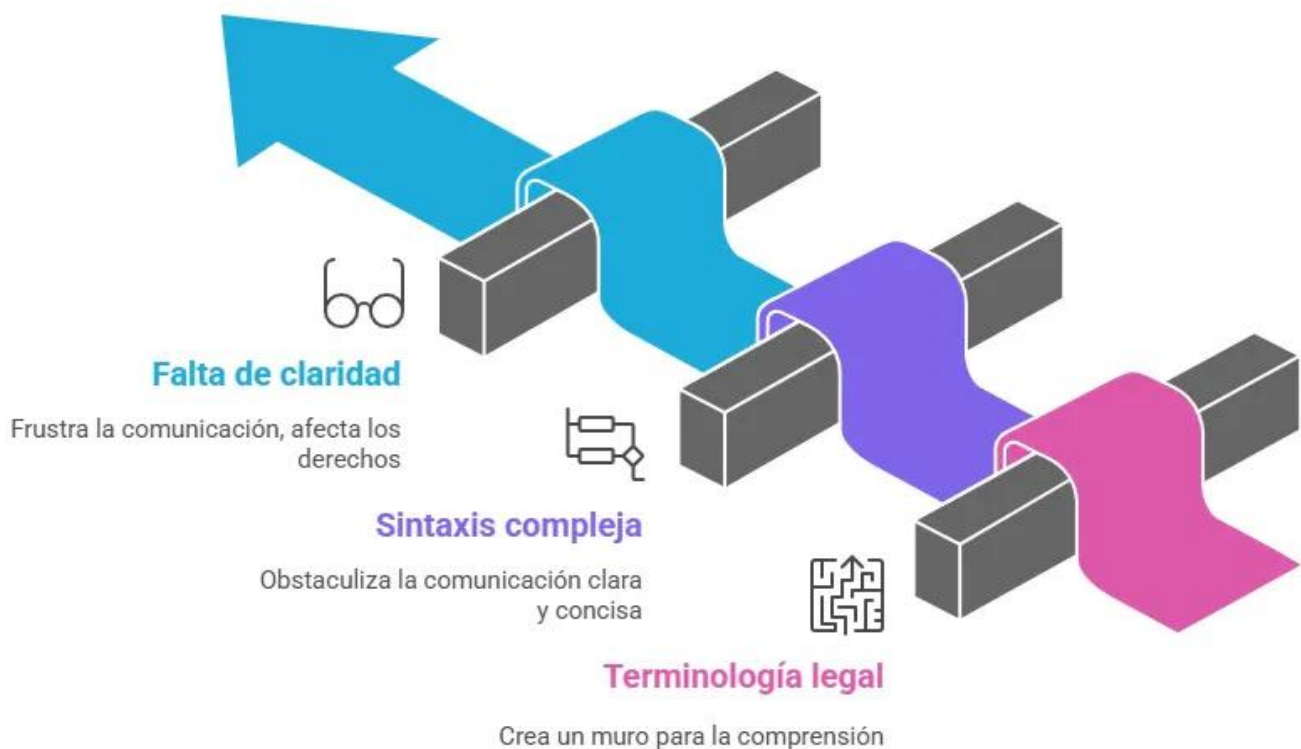 Falta de claridad
Frustra la comunicación, afecta los
derechos
Sintaxis compleja
Obstaculiza la comunicación clara
y concisa
Terminología legal
Crea un muro para la comprensión